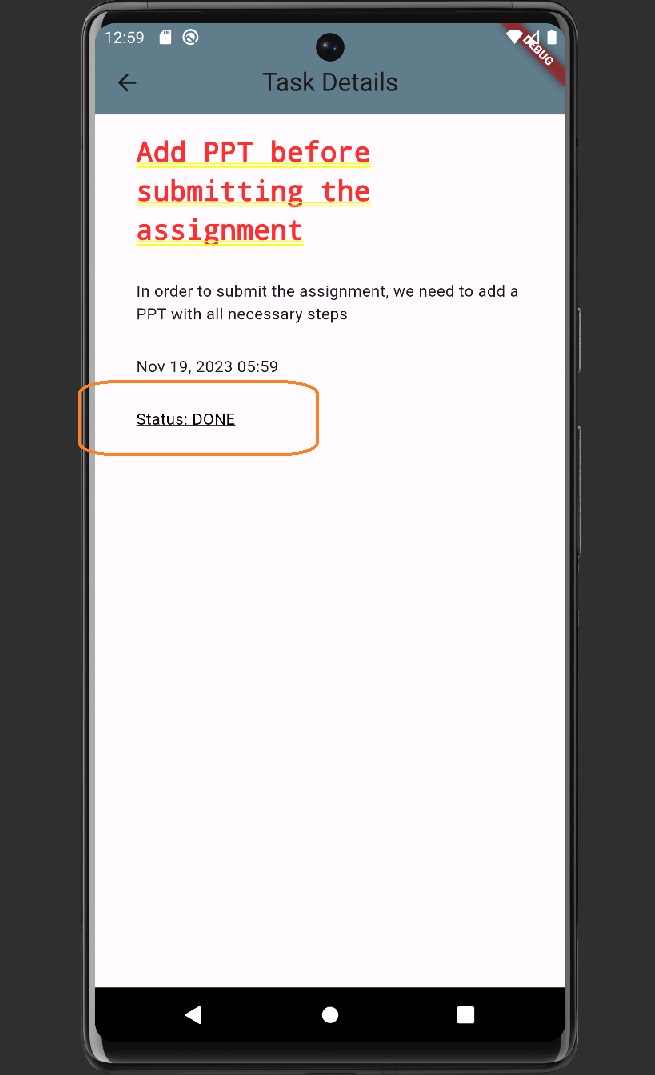 12:59
DEBUG
Task Details
Add PPT before
submitting the
assignment
In order to submit the assignment, we need to add a
PPT with all necessary steps
Nov 19, 2023 05:59
Status: DONE